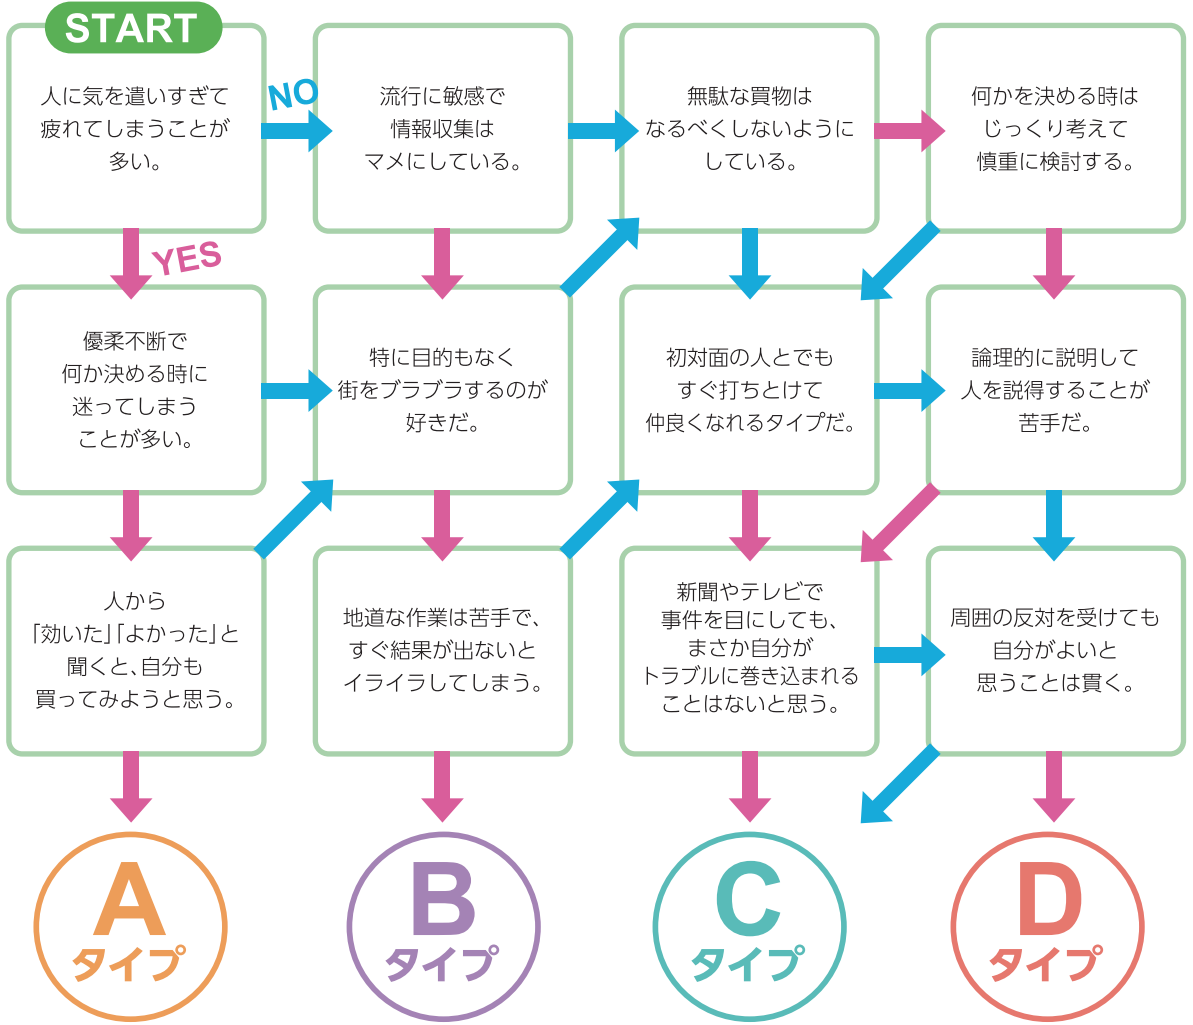 START
人に気を遣いすぎて
疲れてしまうことが
多い。
NO
流行に敏感で
情報収集は
マメにしている。
無駄な買物は
なるべくしないように
している。
何かを決める時は
じっくり考えて
慎重に検討する。
YES
優柔不断で
何か決める時に
迷ってしまう
ことが多い。
特に目的もなく
街をブラブラするのが
好きだ。
初対面の人とでも
すぐ打ちとけて
仲良くなれるタイプだ。
論理的に説明して
人を説得することが
苦手だ。
人から
「効いた」「よかった」と
聞くと、自分も
買ってみようと思う。
地道な作業は苦手で、
すぐ結果が出ないと
イライラしてしまう。
新聞やテレビで
事件を目にしても、
まさか自分が
トラブルに巻き込まれる
ことはないと思う。
周囲の反対を受けても
自分がよいと
思うことは貫く。
A
タイプ
B
タイプ
C
タイプ
D
タイプ